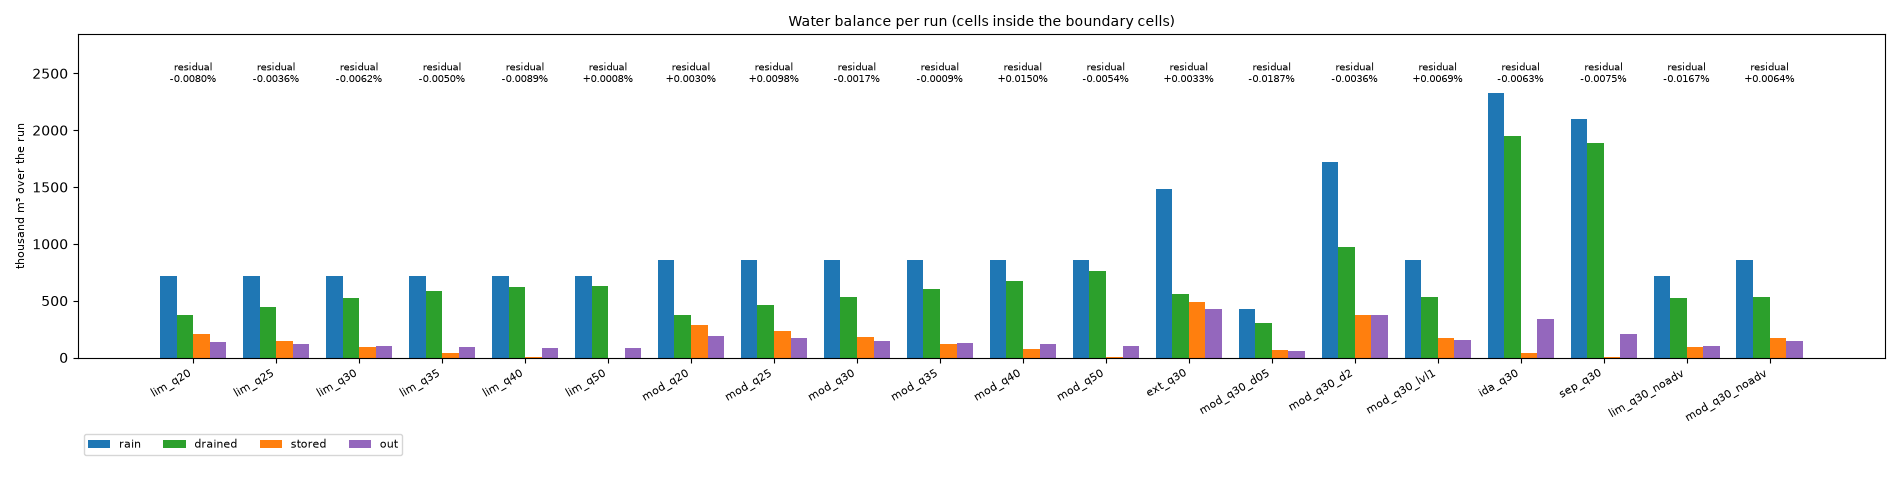 Water balance per run (cells inside the boundary cells)
thousand m³ over the run
2500
2000
1500
1000
500
0
residual residual residual residual residual residual residual residual residual residual residual residual residual residual residual residual residual residual residual residual
-0.0080% -0.0036% -0.0062% -0.0050% -0.0089% +0.0008% +0.0030% +0.0098% -0.0017% -0.0009% +0.0150% -0.0054% +0.0033% -0.0187% -0.0036% +0.0069% -0.0063% -0.0075% -0.0167% +0.0064%
lim_q20 lim_q25 lim_q30 lim_q35 lim_q40 lim_q50 mod_q20 mod_q25 mod_q30 mod_q35 mod_q40 mod_q50 ext_q30 mod_q30_d05 mod_q30_d2 mod_q30_lvl1 ida_q30 sep_q30 lim_q30_noadv mod_q30_noadv
rain drained stored out